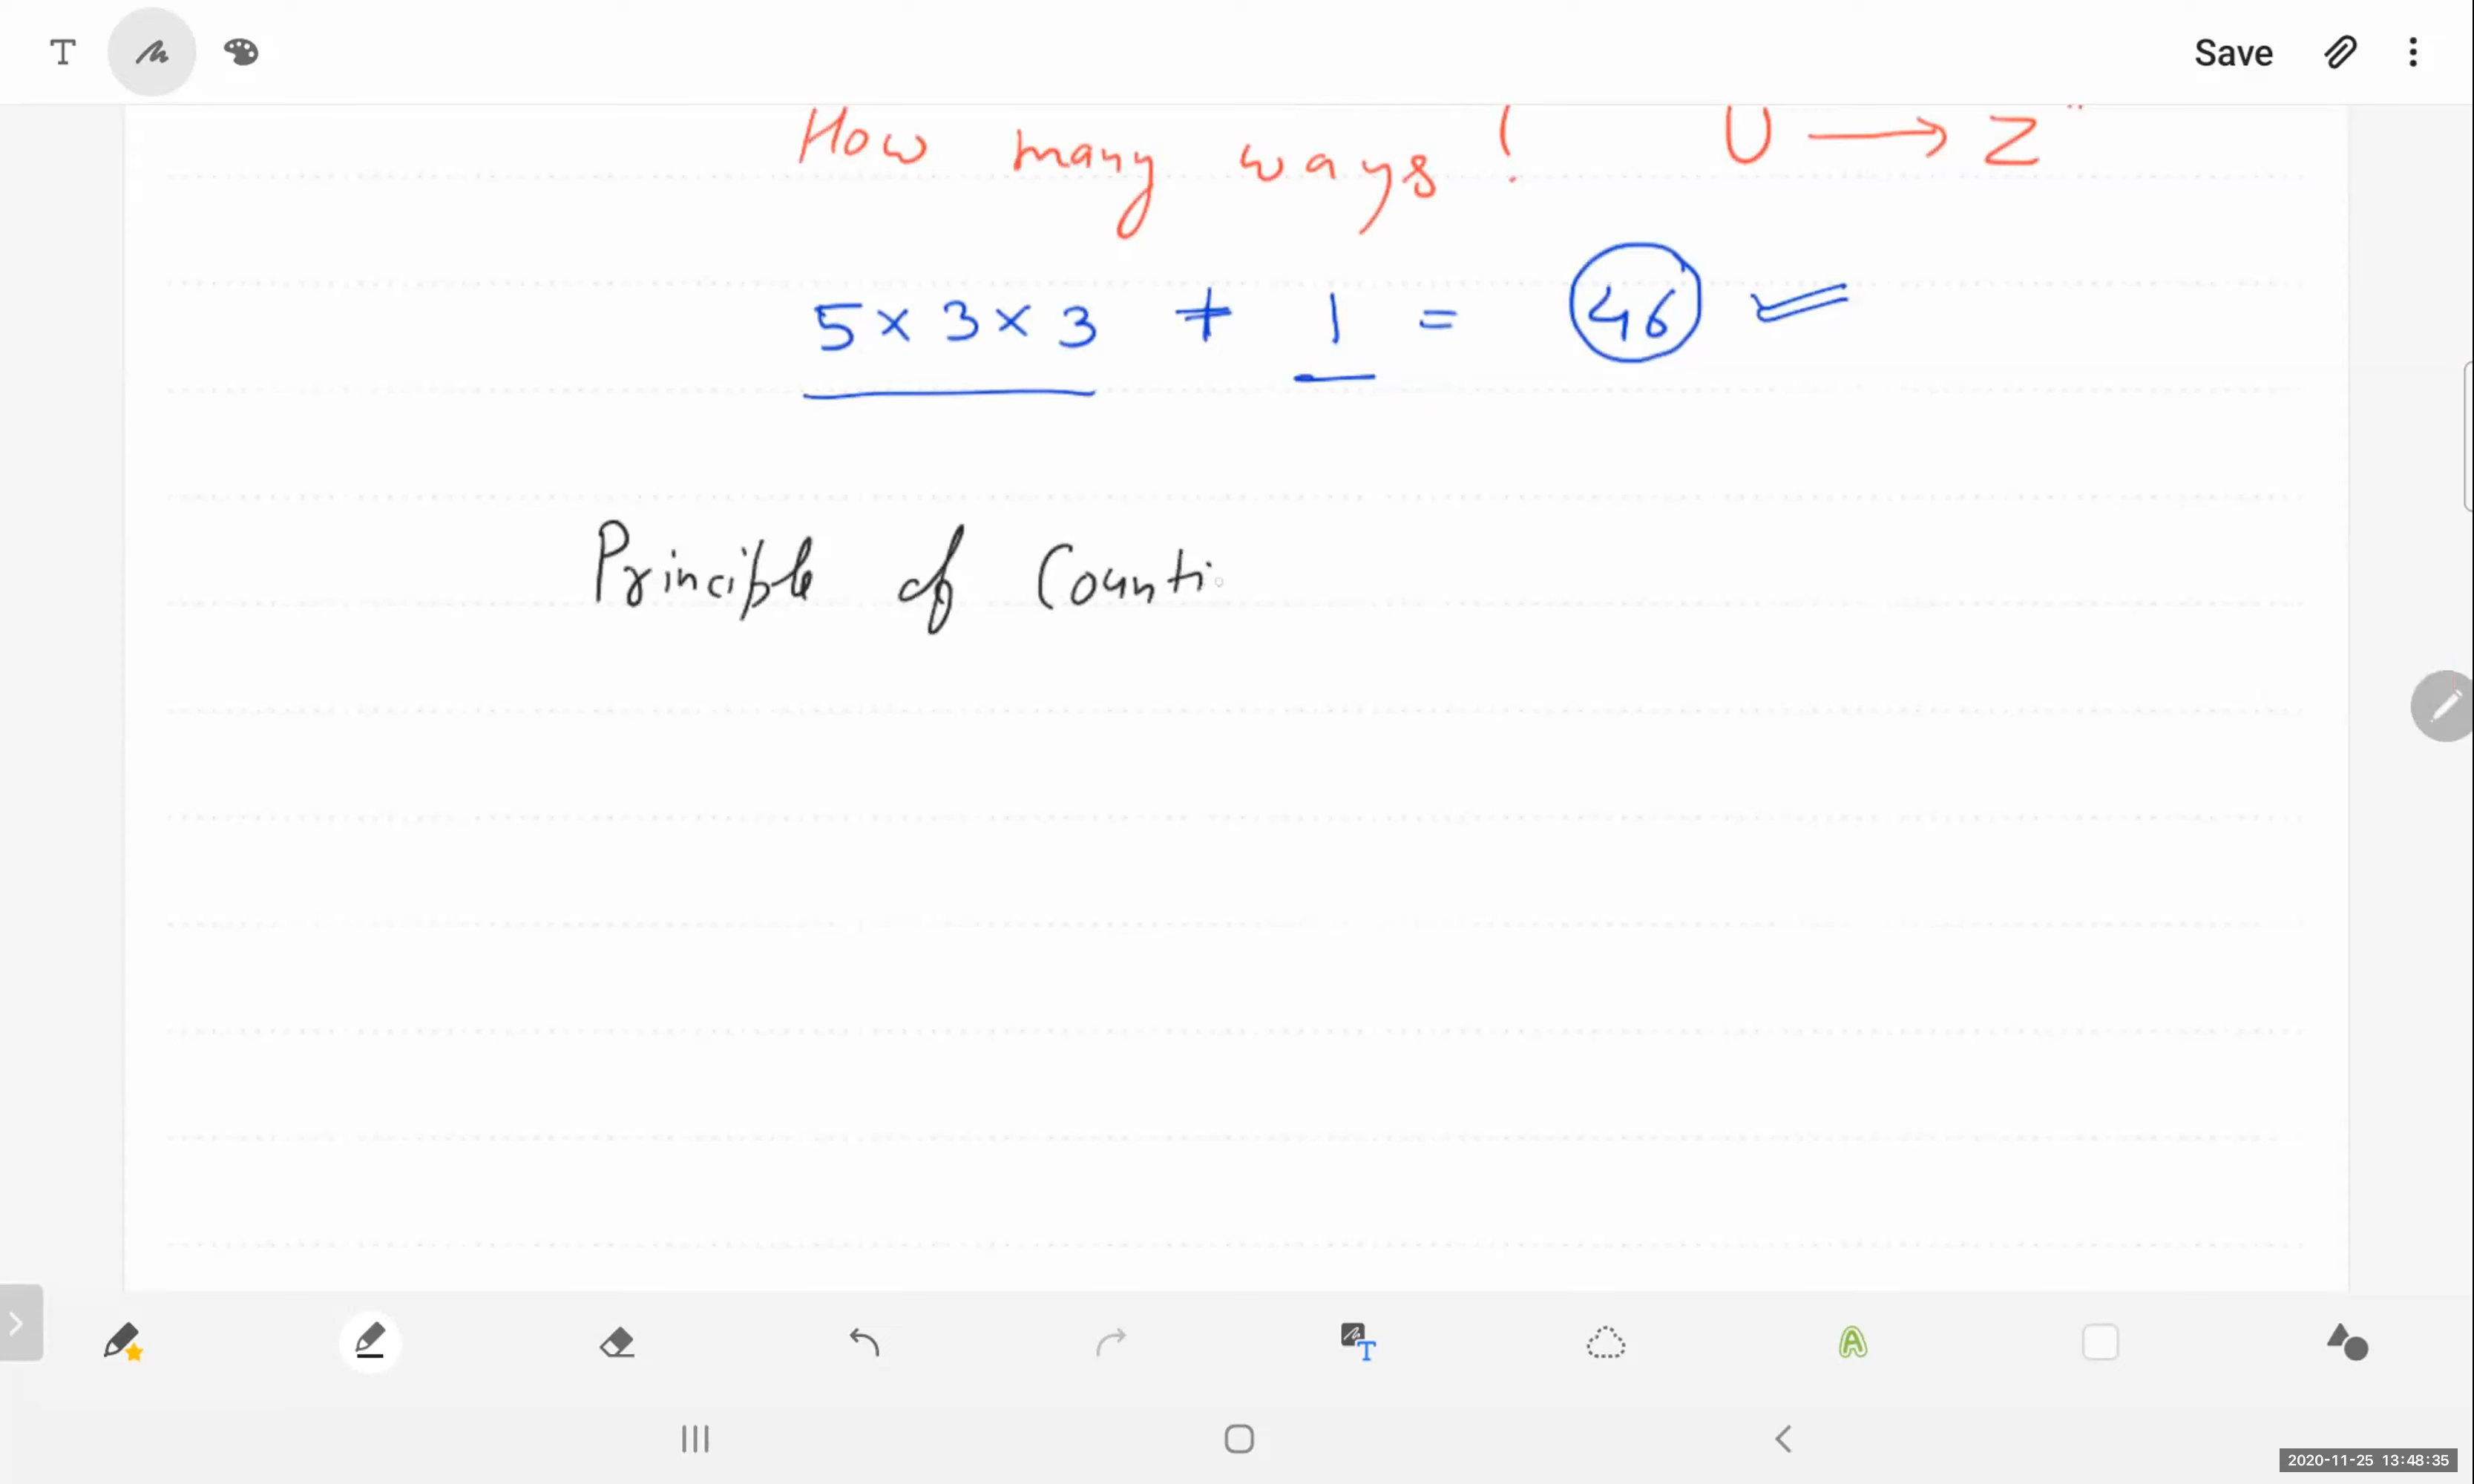 Save
How many ways! U → Z"
5 × 3 × 3 + 1 = 46
Principle of Counti
2020-11-25 13:48:35